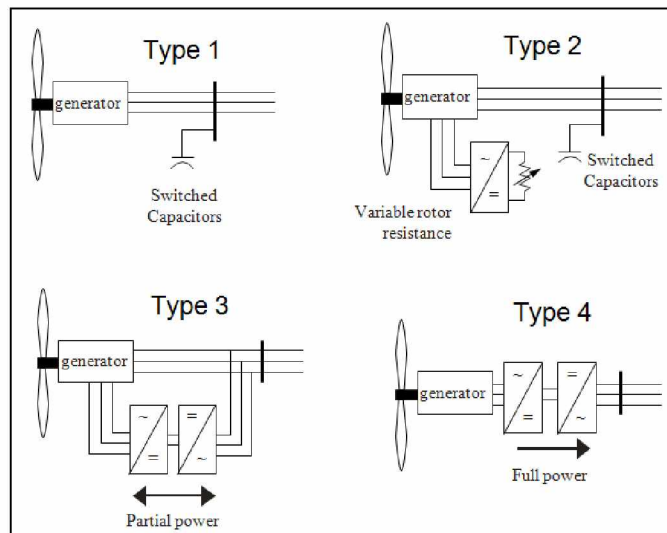 Type 1
generator
Switched
Capacitors
Type 2
generator
~
=
Switched
Capacitors
Variable rotor
resistance
Type 3
generator
~
=
=
~
Partial power
Type 4
generator
~
=
=
~
Full power